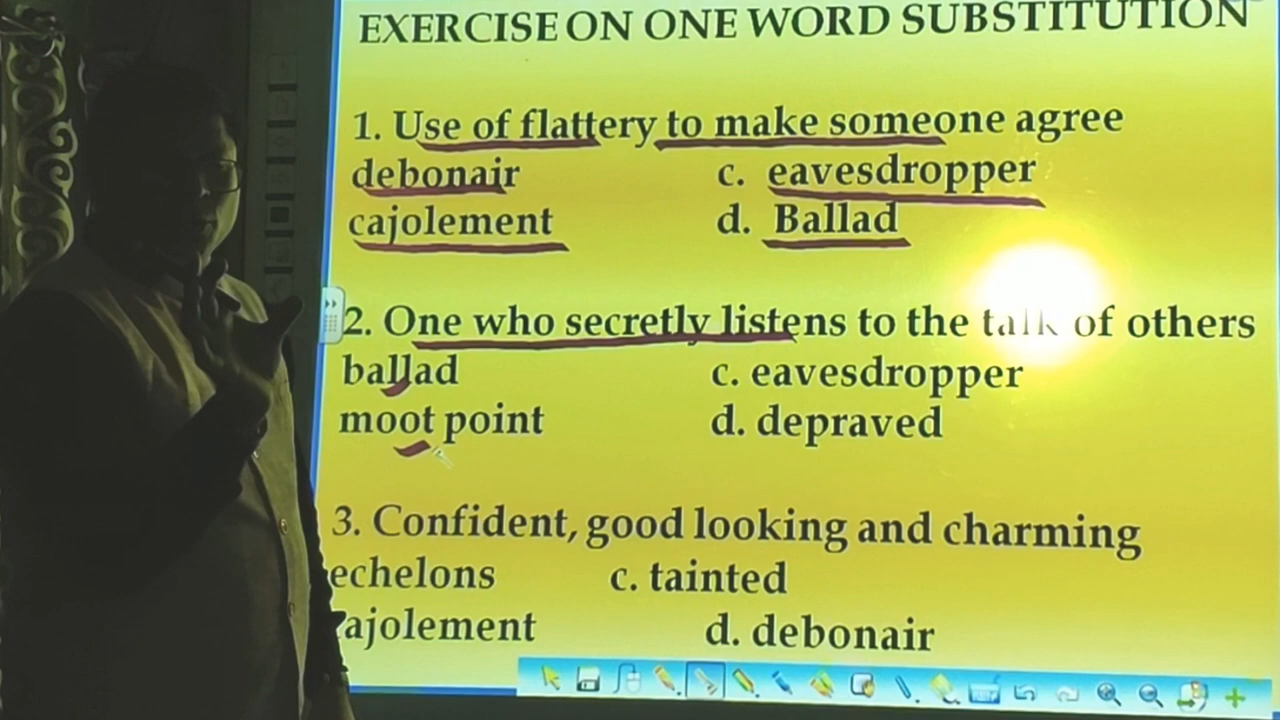 EXERCISE ON ONE WORD SUBSTITUTION
1. Use of flattery to make someone agree
debonair c. eavesdropper
cajolement d. Ballad
2. One who secretly listens to the talk of others
ballad c. eavesdropper
moot point d. depraved
3. Confident, good looking and charming
echelons c. tainted
ajolement d. debonair